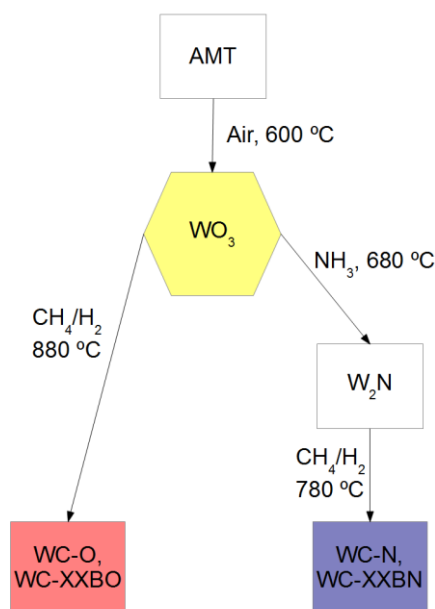 AMT
Air, 600 ºC
WO₃
NH₃, 680 ºC
CH₄/H₂
880 ºC
W₂N
CH₄/H₂
780 ºC
WC-O,
WC-XXBO
WC-N,
WC-XXBN